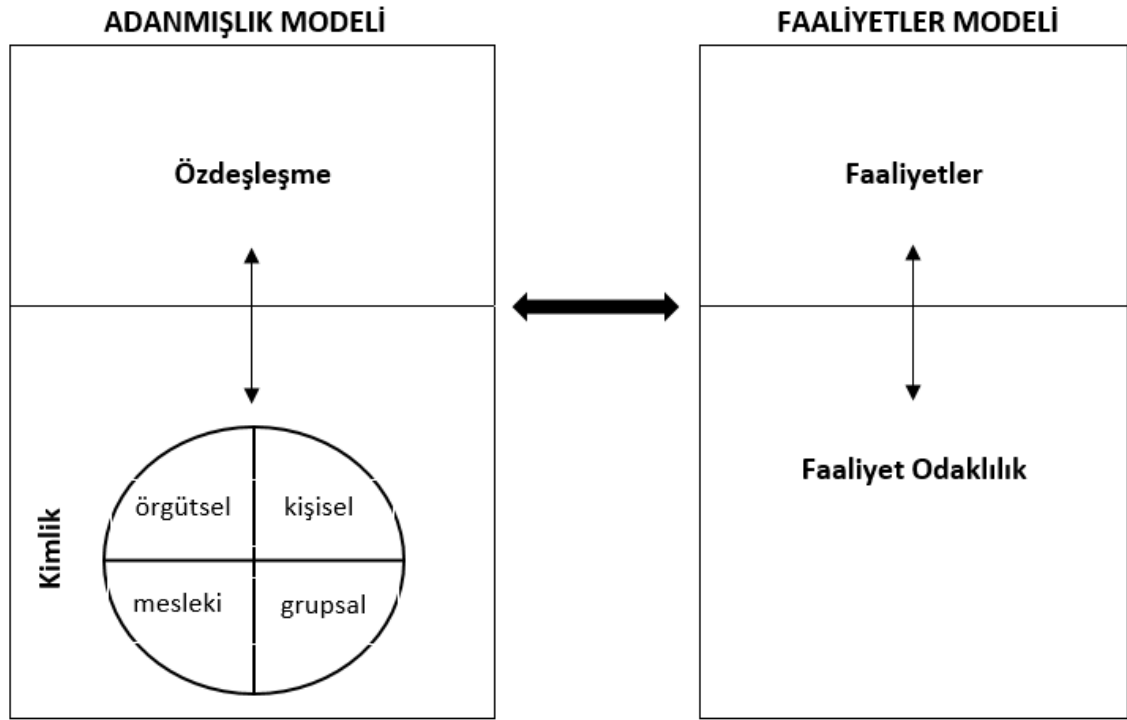 ADANMIŞLIK MODELİ
FAALİYETLER MODELİ
Özdeşleşme
Faaliyetler
Kimlik
örgütsel
kişisel
mesleki
grupsal
Faaliyet Odaklılık